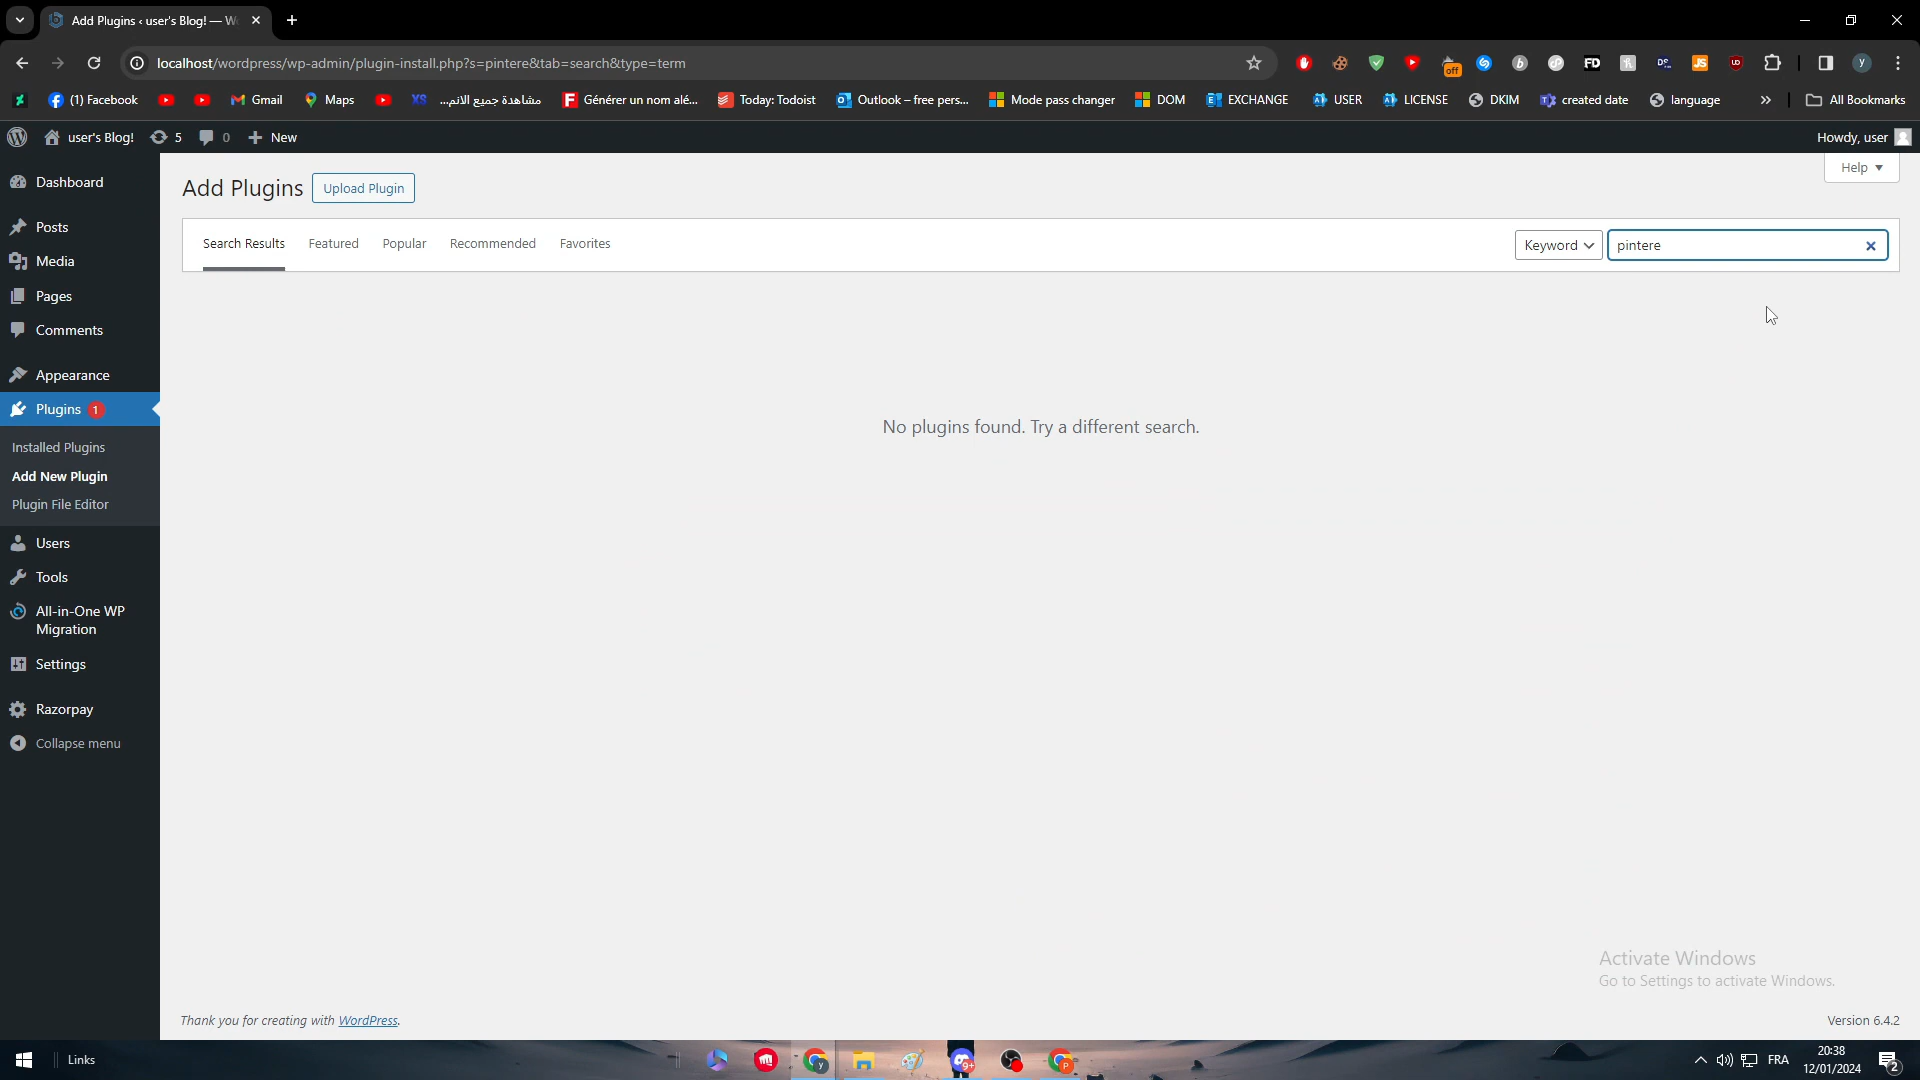 Add Plugins ‹ user's Blog! — W
localhost/wordpress/wp-admin/plugin-install.php?s=pintere&tab=search&type=term
off
FD
JS
y
(1) Facebook
Gmail
Maps
XS
مشاهدة جميع الانم...
Générer un nom alé...
Today: Todoist
Outlook – free pers...
Mode pass changer
DOM
EXCHANGE
USER
LICENSE
DKIM
created date
language
»
All Bookmarks
user's Blog!
5
0
New
Howdy, user
Dashboard
Posts
Media
Pages
Comments
Appearance
Plugins 1
Installed Plugins
Add New Plugin
Plugin File Editor
Users
Tools
All-in-One WP
Migration
Settings
Razorpay
Collapse menu
Help
Add Plugins
Upload Plugin
Search Results
Featured
Popular
Recommended
Favorites
Keyword
pintere
No plugins found. Try a different search.
Activate Windows
Go to Settings to activate Windows.
Thank you for creating with WordPress.
Version 6.4.2
Links
FRA
20:38
12/01/2024
2